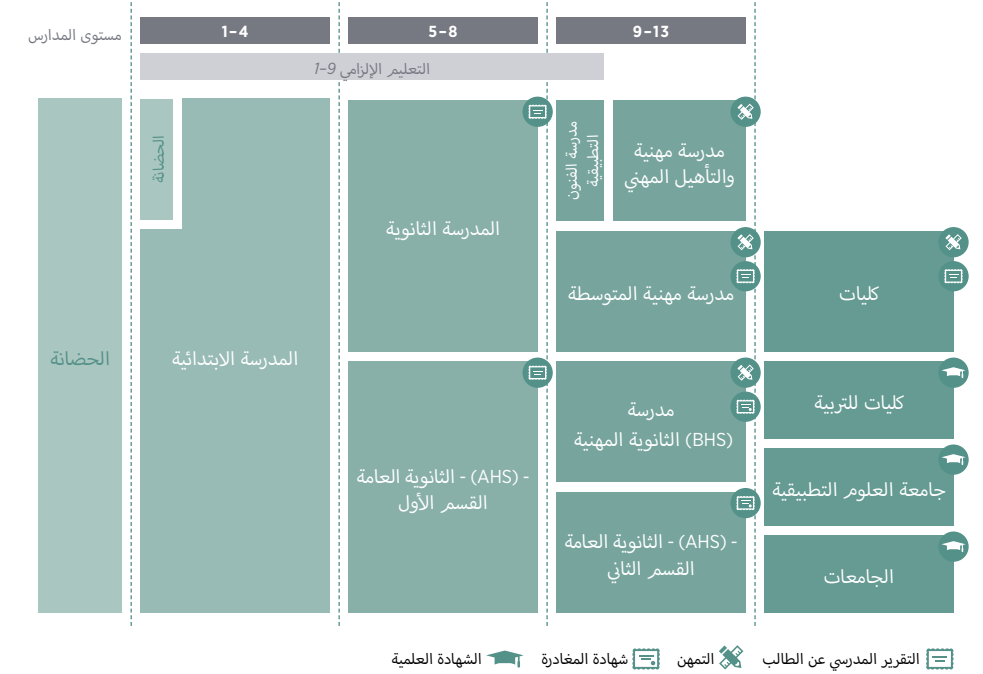 مستوى المدارس
1–4
5–8
9–13
التعليم الإلزامي 9-1
الحضانة
الحضانة
المدرسة الابتدائية
المدرسة الثانوية
- (AHS) - الثانوية العامة
القسم الأول
مدرسة الفنون
التطبيقية
مدرسة مهنية
والتأهيل المهني
مدرسة مهنية المتوسطة
مدرسة
(BHS) الثانوية المهنية
- (AHS) - الثانوية العامة
القسم الثاني
كليات
كليات للتربية
جامعة العلوم التطبيقية
الجامعات
التقرير المدرسي عن الطالب
التمهن
شهادة المغادرة
الشهادة العلمية